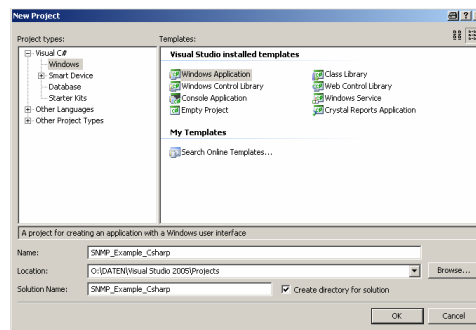 New Project
Project types:
Templates:
Visual C#
Windows
Smart Device
Database
Starter Kits
Other Languages
Other Project Types
Visual Studio installed templates
Windows Application
Class Library
Windows Control Library
Web Control Library
Console Application
Windows Service
Empty Project
Crystal Reports Application
My Templates
Search Online Templates...
A project for creating an application with a Windows user interface
Name:
SNMP_Example_Csharp
Location:
O:\DATEN\Visual Studio 2005\Projects
Browse...
Solution Name:
SNMP_Example_Csharp
Create directory for solution
OK
Cancel